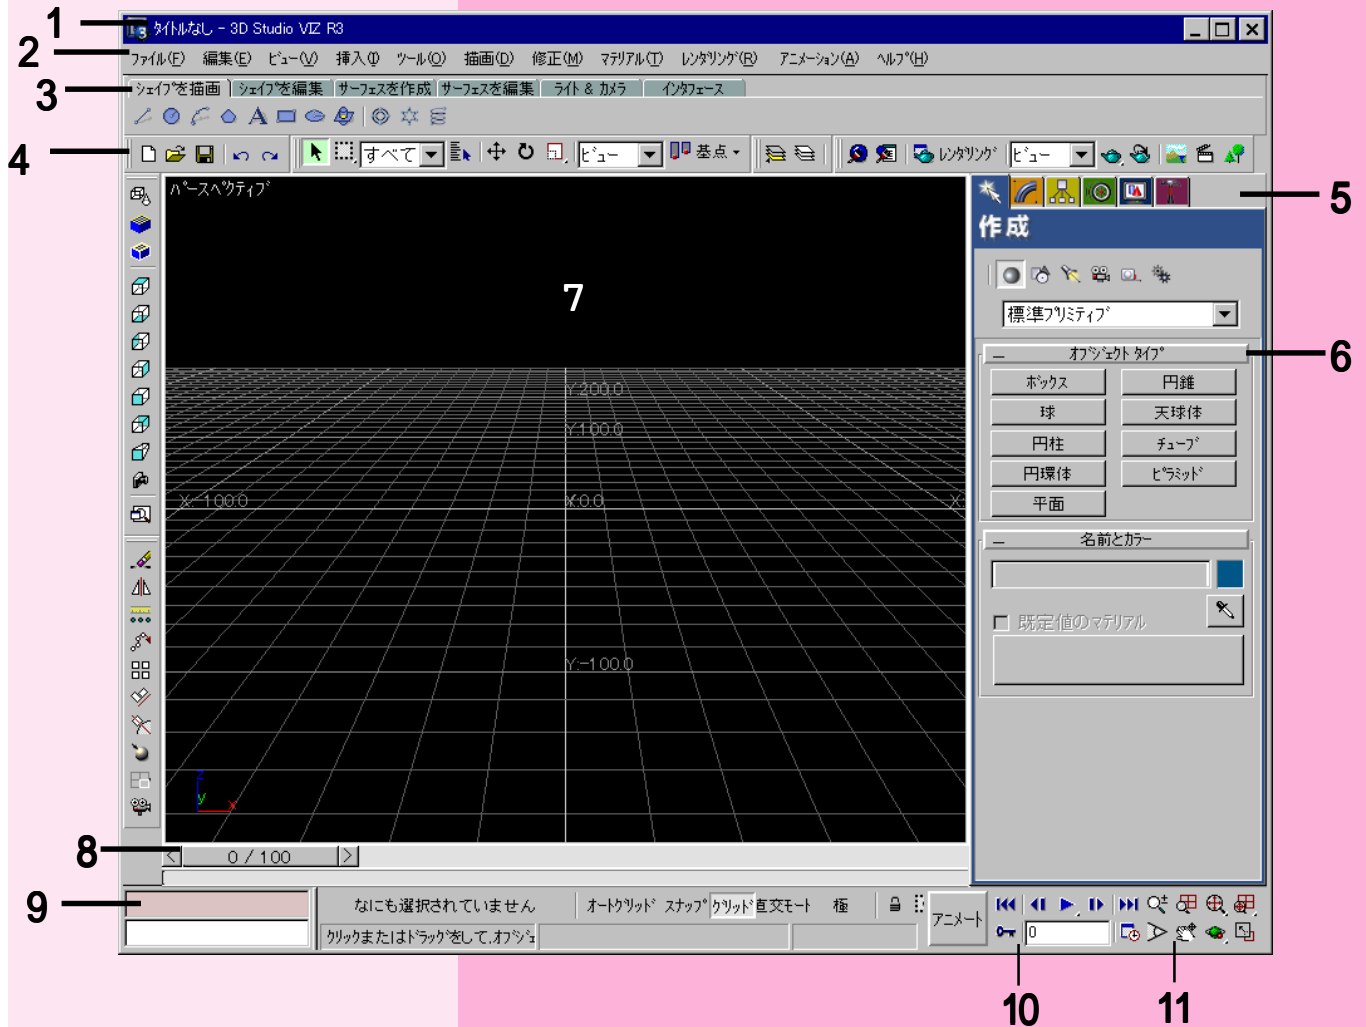 1
ﾀｲﾄﾙなし - 3D Studio VIZ R3
2
ﾌｧｲﾙ(F) 編集(E) ﾋﾞｭｰ(V) 挿入(I) ﾂｰﾙ(O) 描画(D) 修正(M) ﾏﾃﾘｱﾙ(T) ﾚﾝﾀﾞﾘﾝｸﾞ(R) ｱﾆﾒｰｼｮﾝ(A) ﾍﾙﾌﾟ(H)
3
ｼｪｲﾌﾟを描画 ｼｪｲﾌﾟを編集 ｻｰﾌｪｽを作成 ｻｰﾌｪｽを編集 ﾗｲﾄ & ｶﾒﾗ ｲﾝﾀﾌｪｰｽ
4
すべて ﾋﾞｭｰ 基点 ﾚﾝﾀﾞﾘﾝｸﾞ ﾋﾞｭｰ
ﾊﾟｰｽﾍﾟｸﾃｨﾌﾞ
5
作成
7
標準ﾌﾟﾘﾐﾃｨﾌﾞ
6
ｵﾌﾞｼﾞｪｸﾄ ﾀｲﾌﾟ
ﾎﾞｯｸｽ 円錐
球 天球体
円柱 ﾁｭｰﾌﾞ
円環体 ﾋﾟﾗﾐｯﾄﾞ
平面
名前とｶﾗｰ
既定値のﾏﾃﾘｱﾙ
Y:200.0
Y:100.0
X:-100.0 X:0.0 X:
Y:-100.0
z
y x
8
< 0 / 100 >
9
なにも選択されていません ｵｰﾄｸﾞﾘｯﾄﾞ ｽﾅｯﾌﾟ ｸﾞﾘｯﾄﾞ 直交ﾓｰﾄ 極 ｱﾆﾒｰﾄ
ｸﾘｯｸまたはﾄﾞﾗｯｸﾞをして､ｵﾌﾞｼﾞｪ 0
10
11